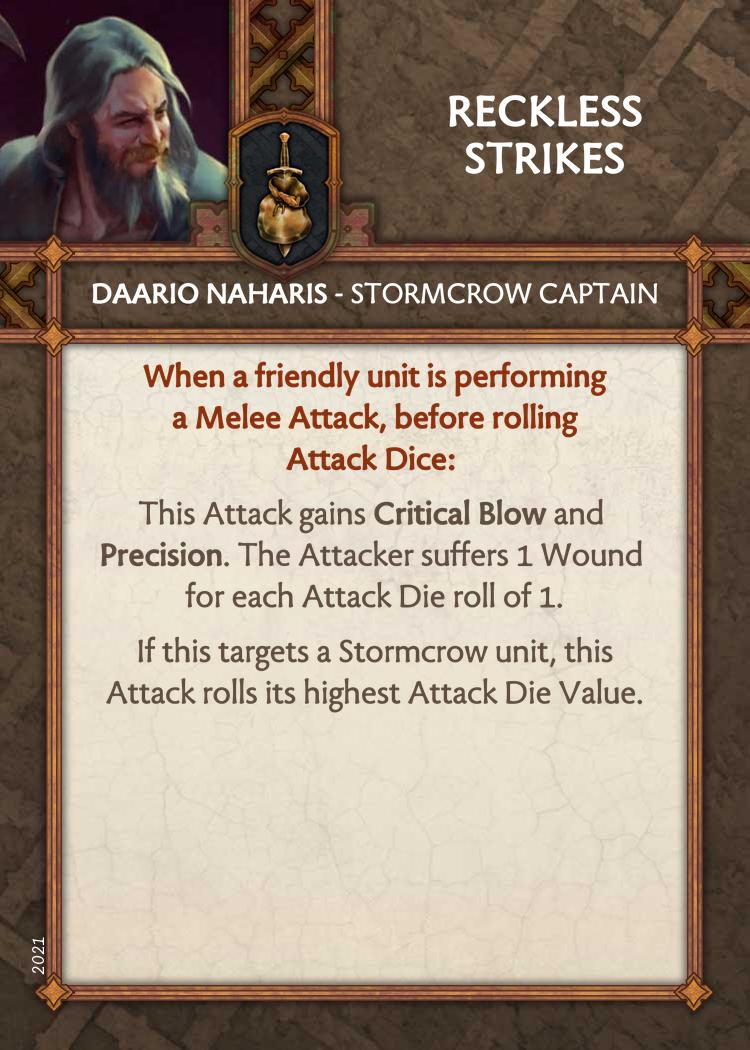 RECKLESS
STRIKES
DAARIO NAHARIS - STORMCROW CAPTAIN
When a friendly unit is performing
a Melee Attack, before rolling
Attack Dice:
This Attack gains Critical Blow and
Precision. The Attacker suffers 1 Wound
for each Attack Die roll of 1.
If this targets a Stormcrow unit, this
Attack rolls its highest Attack Die Value.
2021